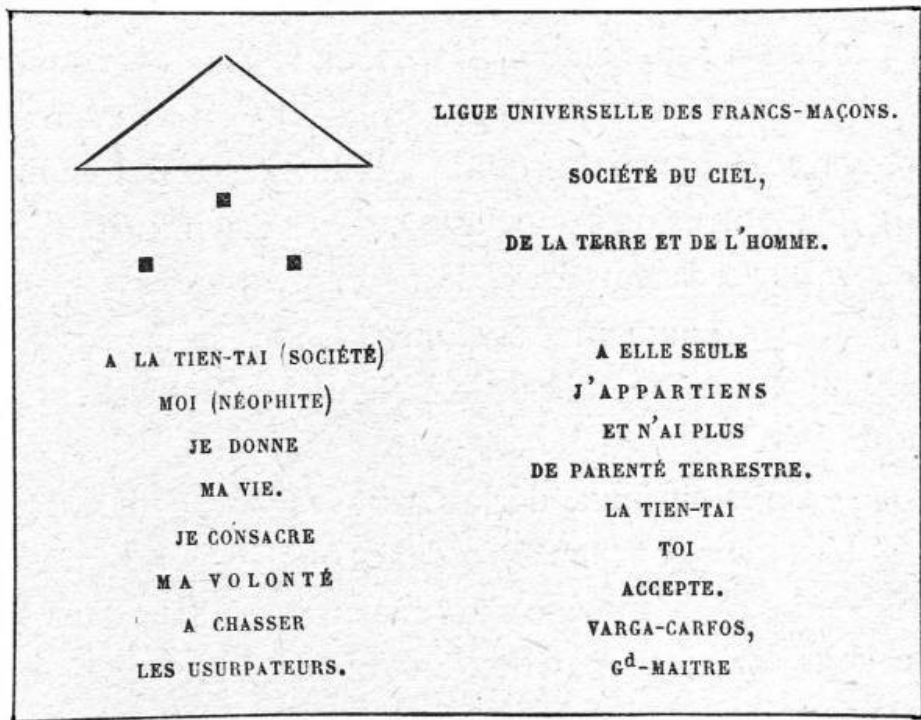 LIGUE UNIVERSELLE DES FRANCS-MAÇONS.
SOCIÉTÉ DU CIEL,
DE LA TERRE ET DE L'HOMME.
A LA TIEN-TAI (SOCIÉTÉ)
MOI (NÉOPHITE)
JE DONNE
MA VIE.
JE CONSACRE
MA VOLONTÉ
A CHASSER
LES USURPATEURS.
A ELLE SEULE
J'APPARTIENS
ET N'AI PLUS
DE PARENTÉ TERRESTRE.
LA TIEN-TAI
TOI
ACCEPTE.
VARGA-CARFOS,
Gd-MAITRE